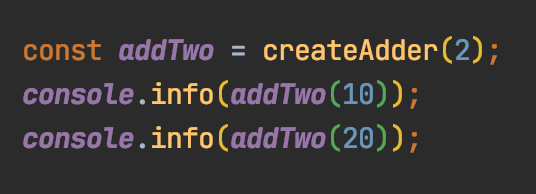 const addTwo = createAdder(2);
console.info(addTwo(10));
console.info(addTwo(20));